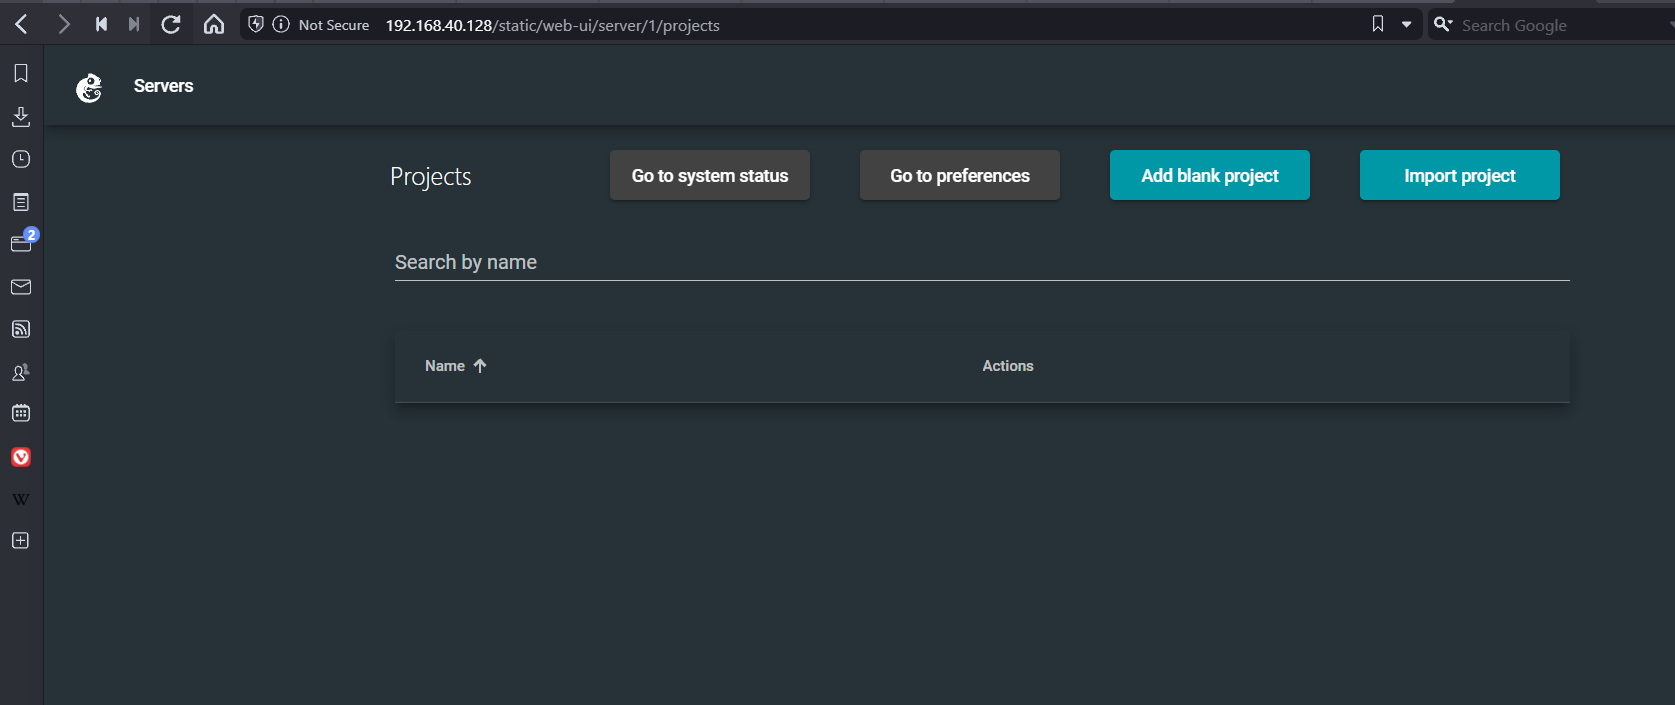 Not Secure 192.168.40.128/static/web-ui/server/1/projects Search Google
Servers
Projects Go to system status Go to preferences Add blank project Import project
2
Search by name
Name Actions
W